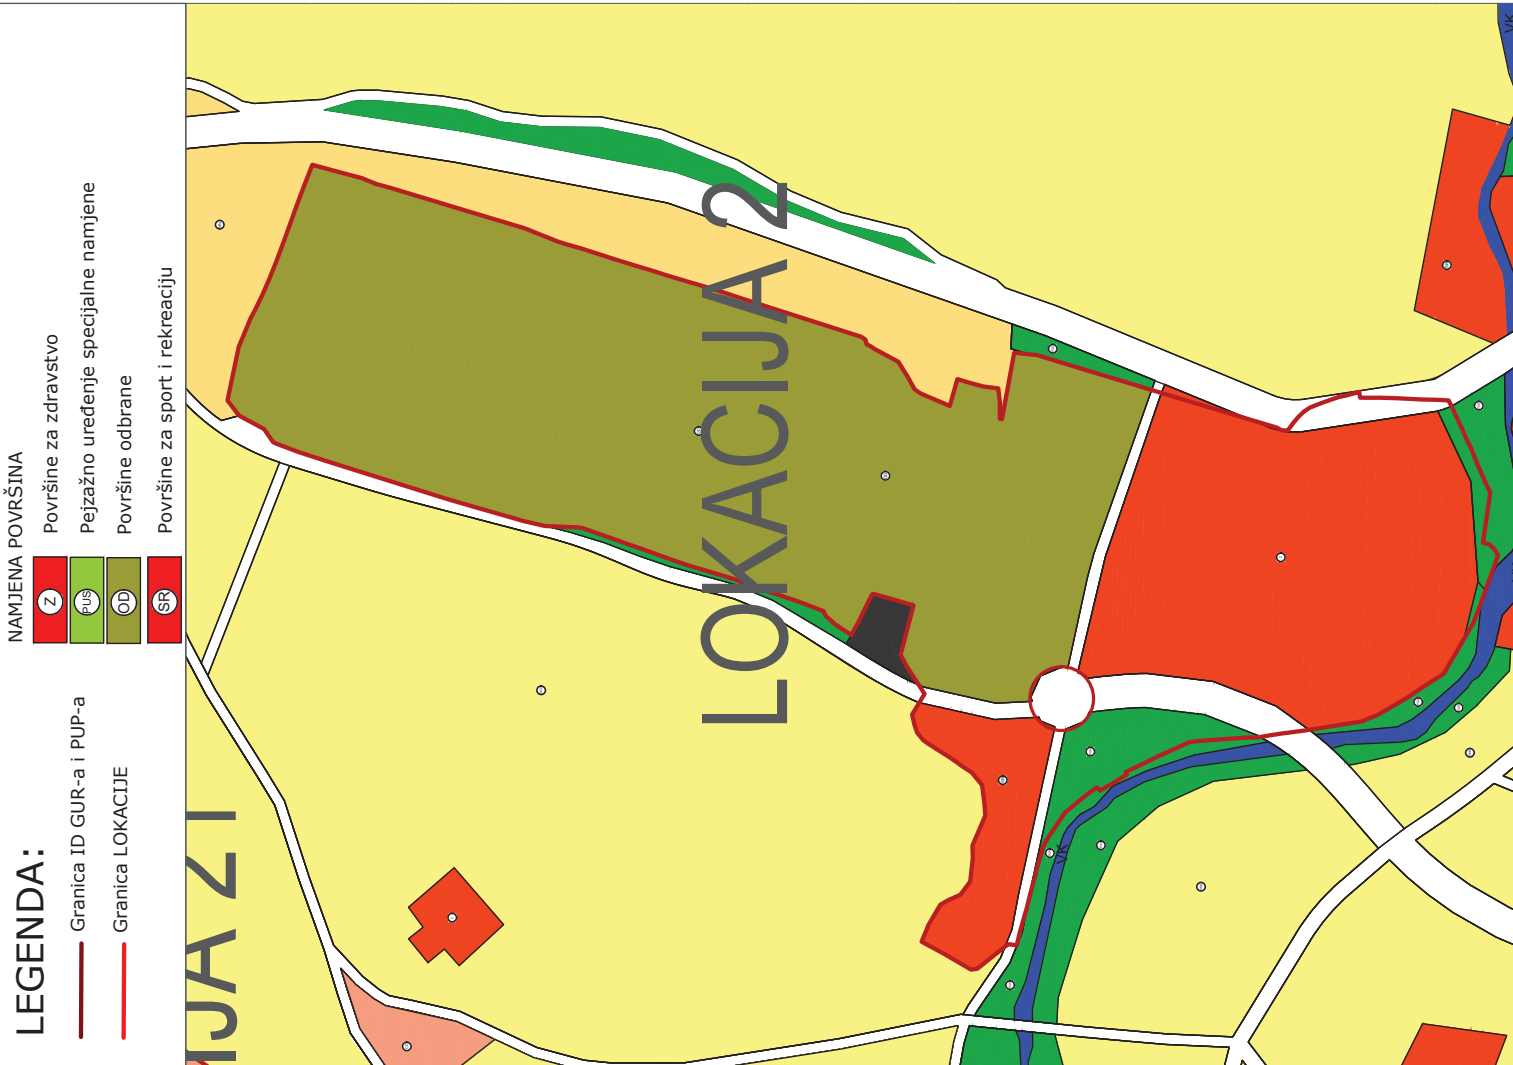 LEGENDA:
Granica ID GUR-a i PUP-a
Granica LOKACIJE
NAMJENA POVRŠINA
Z Površine za zdravstvo
PUS Pejzažno uređenje specijalne namjene
OD Površine odbrane
SR Površine za sport i rekreaciju
LOKACIJA 2
IJA 21
VK
VK